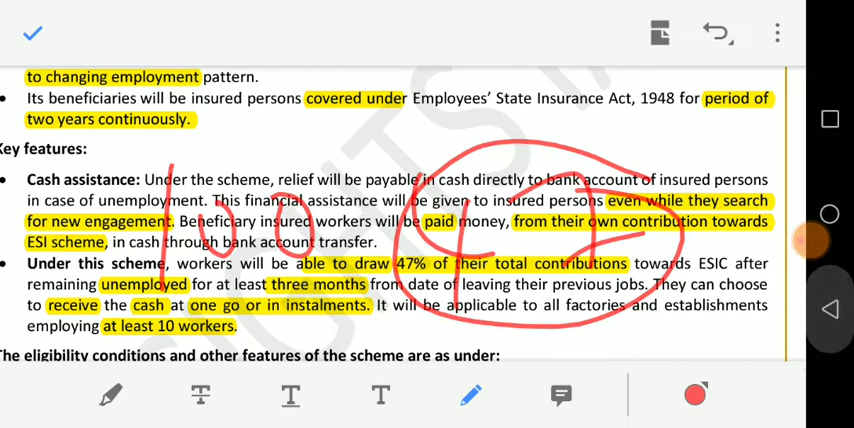 to changing employment pattern.
• Its beneficiaries will be insured persons covered under Employees' State Insurance Act, 1948 for period of
two years continuously.
Key features:
• Cash assistance: Under the scheme, relief will be payable in cash directly to bank account of insured persons
in case of unemployment. This financial assistance will be given to insured persons even while they search
for new engagement. Beneficiary insured workers will be paid money, from their own contribution towards
ESI scheme, in cash through bank account transfer.
• Under this scheme, workers will be able to draw 47% of their total contributions towards ESIC after
remaining unemployed for at least three months from date of leaving their previous jobs. They can choose
to receive the cash at one go or in instalments. It will be applicable to all factories and establishments
employing at least 10 workers.
The eligibility conditions and other features of the scheme are as under:
100
47
T T T